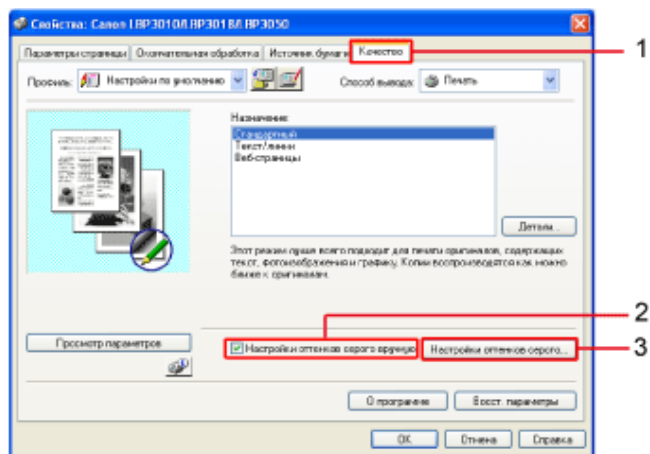 Свойства: Canon LBP3010/LBP3018/LBP3050
Параметры страницы Окончательная обработка Источник бумаги Качество
1
Профиль: Настройки по умолчанию Способ вывода: Печать
Назначение:
Стандартный
Текст/линии
Веб-страницы
Детали...
Этот режим лучше всего подходит для печати оригиналов, содержащих
текст, фотоизображения и графику. Копии воспроизводятся как можно
ближе к оригиналам.
2
Просмотр параметров
Настройки оттенков серого вручную Настройки оттенков серого...
3
О программе Восст. параметры
OK Отмена Справка